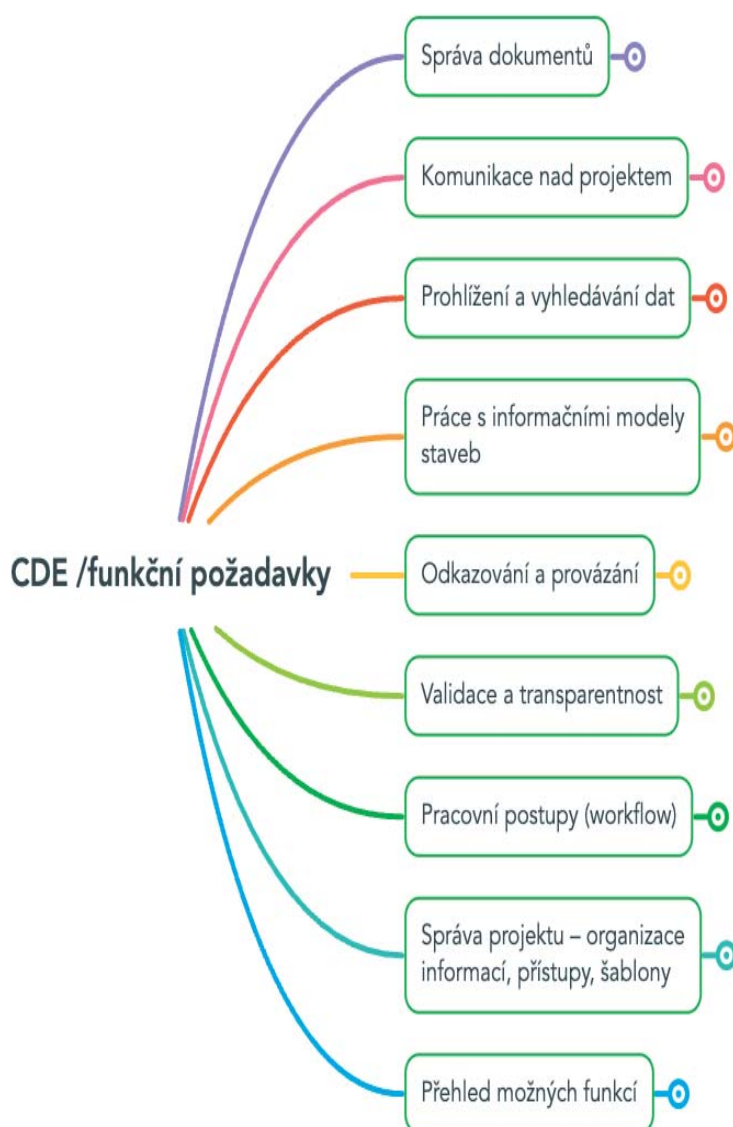 Správa dokumentů
Komunikace nad projektem
Prohlížení a vyhledávání dat
Práce s informačními modely
staveb
CDE /funkční požadavky
Odkazování a provázání
Validace a transparentnost
Pracovní postupy (workflow)
Správa projektu – organizace
informací, přístupy, šablony
Přehled možných funkcí